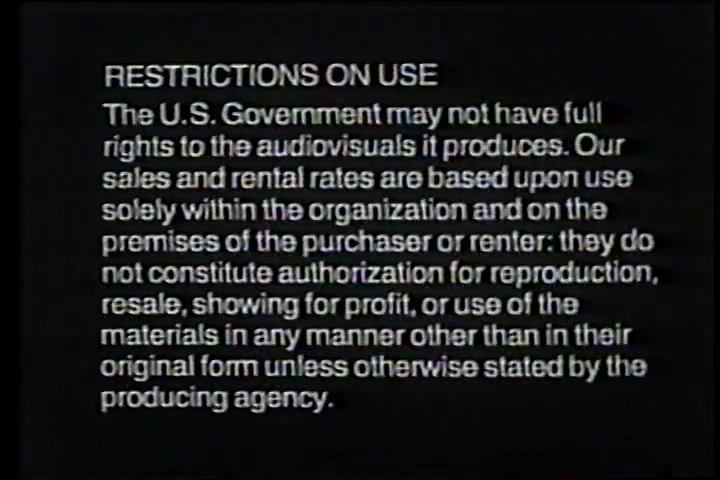 RESTRICTIONS ON USE
The U.S. Government may not have full
rights to the audiovisuals it produces. Our
sales and rental rates are based upon use
solely within the organization and on the
premises of the purchaser or renter: they do
not constitute authorization for reproduction,
resale, showing for profit, or use of the
materials in any manner other than in their
original form unless otherwise stated by the
producing agency.